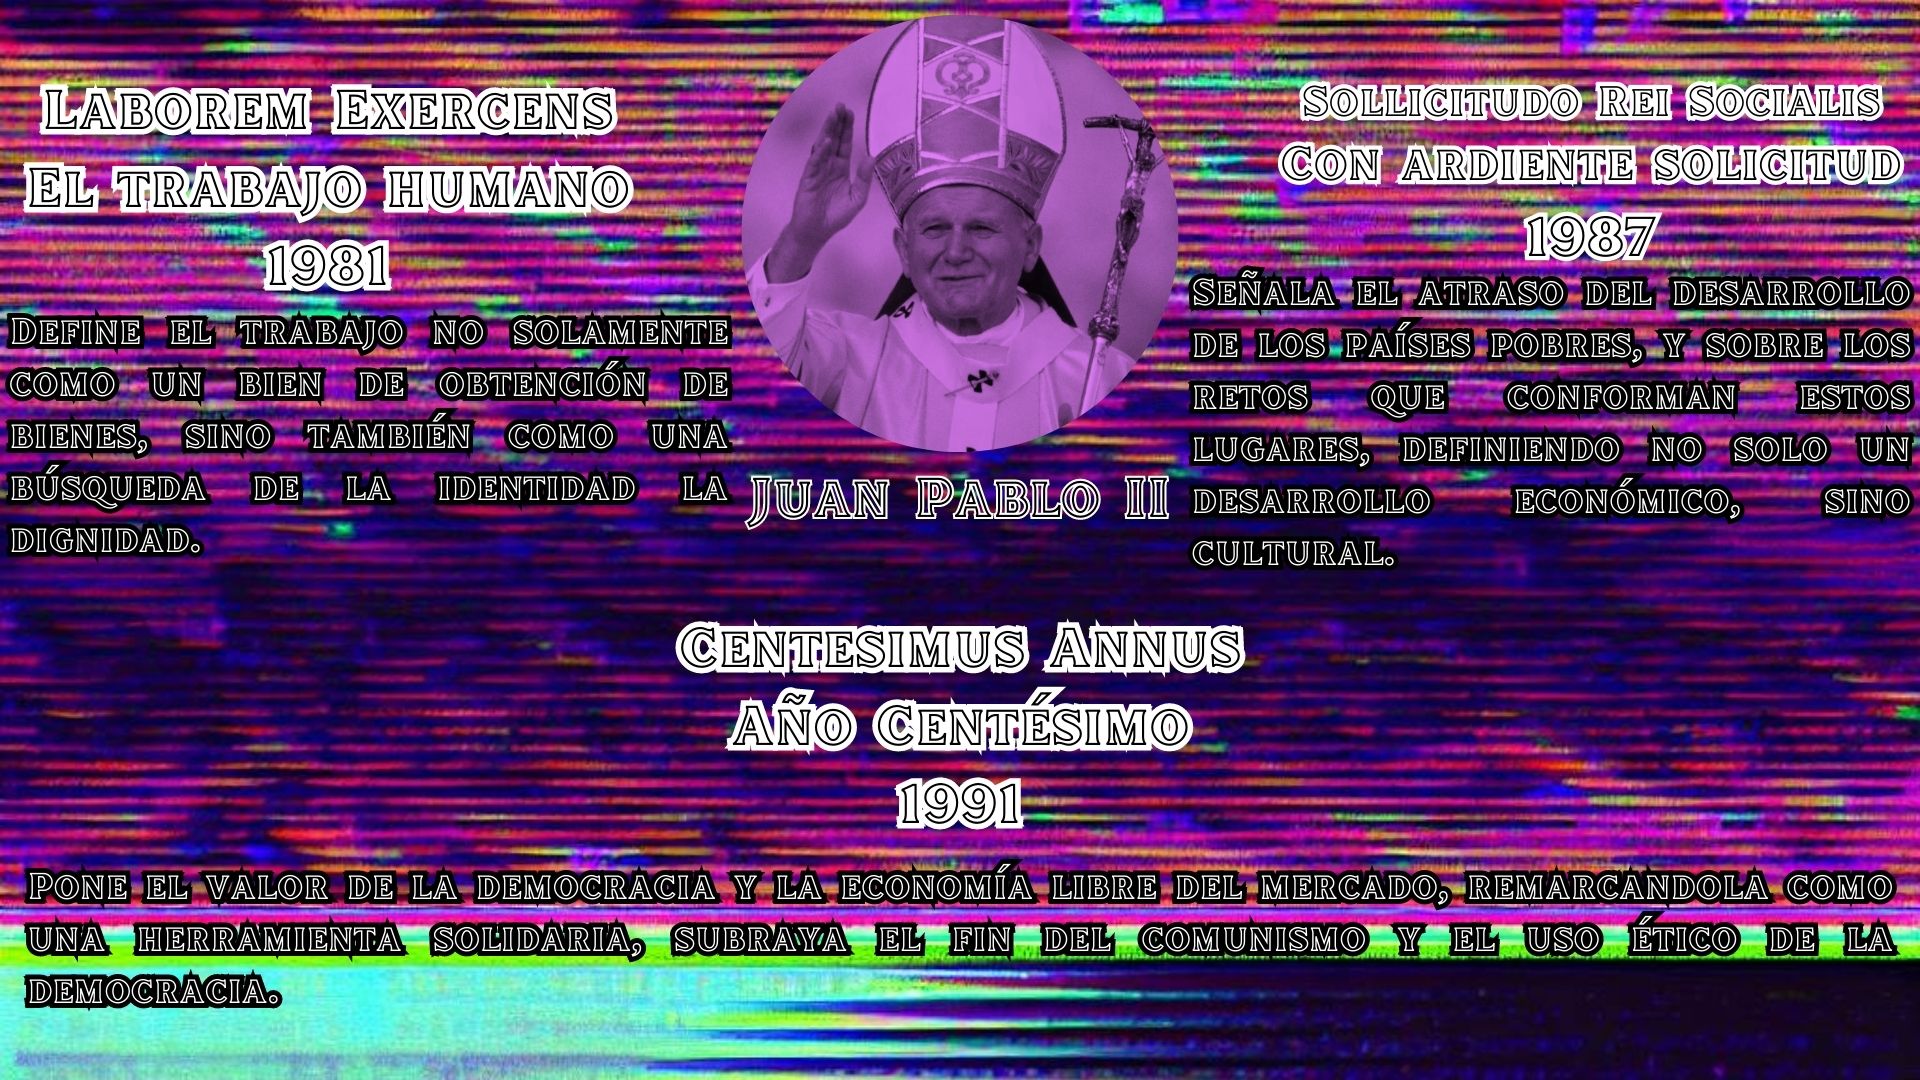 Laborem Exercens
El trabajo humano
1981
Define el trabajo no solamente
como un bien de obtención de
bienes, sino también como una
búsqueda de la identidad la
dignidad.
Juan Pablo II
Sollicitudo Rei Socialis
Con ardiente solicitud
1987
Señala el atraso del desarrollo
de los países pobres, y sobre los
retos que conforman estos
lugares, definiendo no solo un
desarrollo económico, sino
cultural.
Centesimus Annus
Año Centésimo
1991
Pone el valor de la democracia y la economía libre del mercado, remarcandola como
una herramienta solidaria, subraya el fin del comunismo y el uso ético de la
democracia.